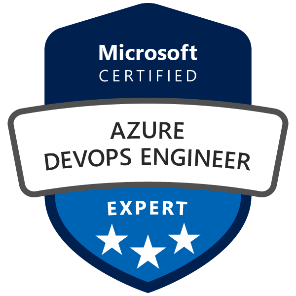 Microsoft
CERTIFIED
AZURE
DEVOPS ENGINEER
EXPERT